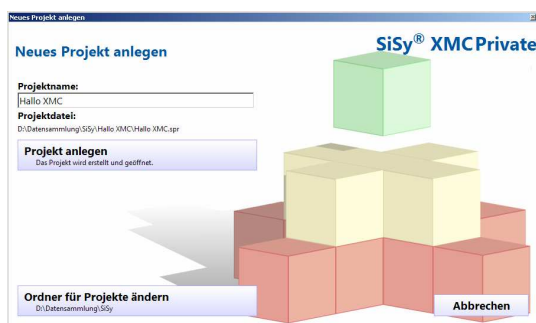 Neues Projekt anlegen
Neues Projekt anlegen
SiSy® XMC Private
Projektname:
Hallo XMC
Projektdatei:
D:\Datensammlung\SiSy\Hallo XMC\Hallo XMC.spr
Projekt anlegen
Das Projekt wird erstellt und geöffnet.
Ordner für Projekte ändern
D:\Datensammlung\SiSy
Abbrechen